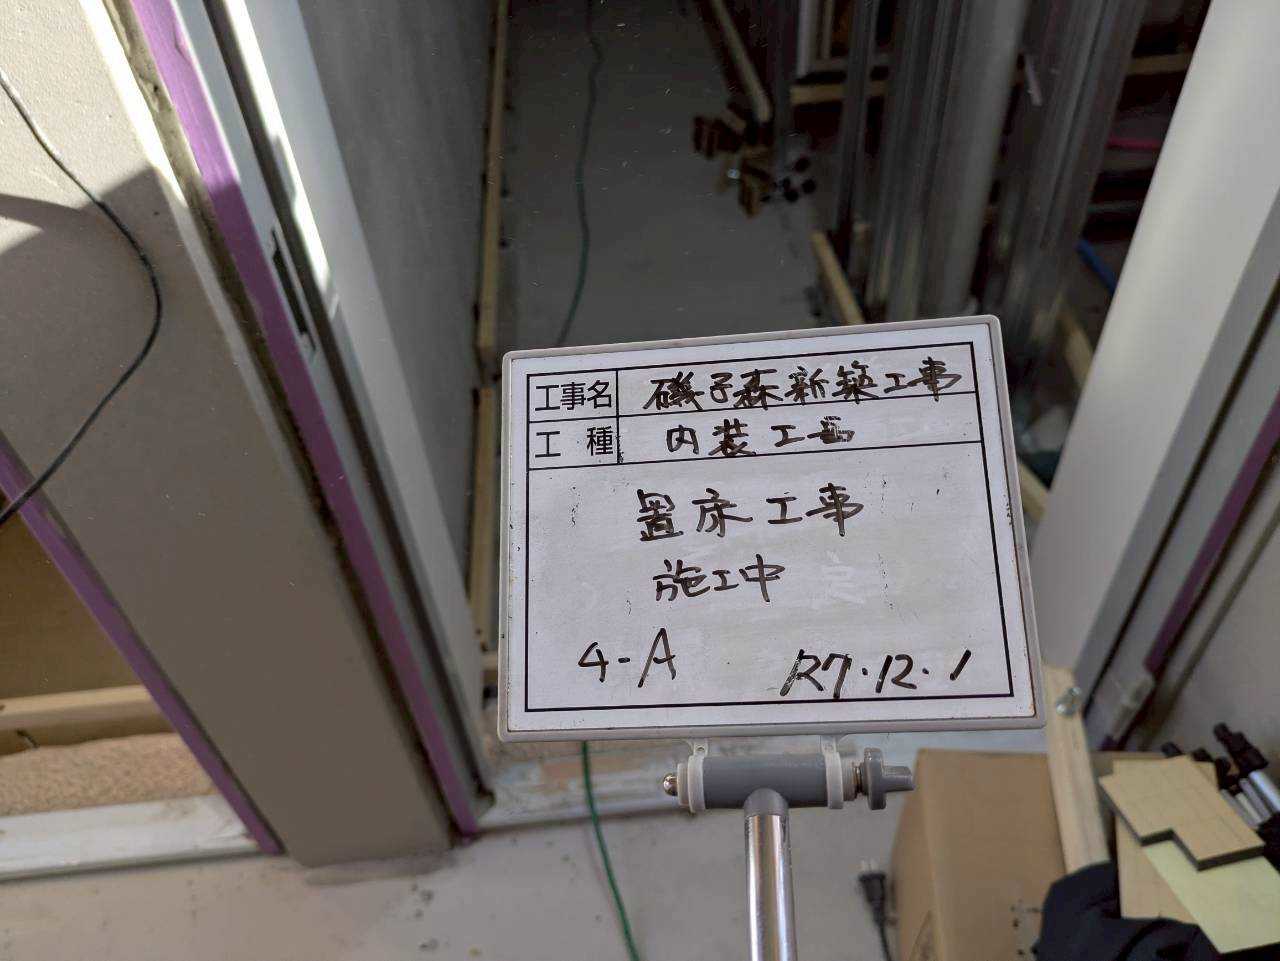 工事名 磯子森新築工事
工種 内装工事
置床工事
施工中
4-A R7.12.1